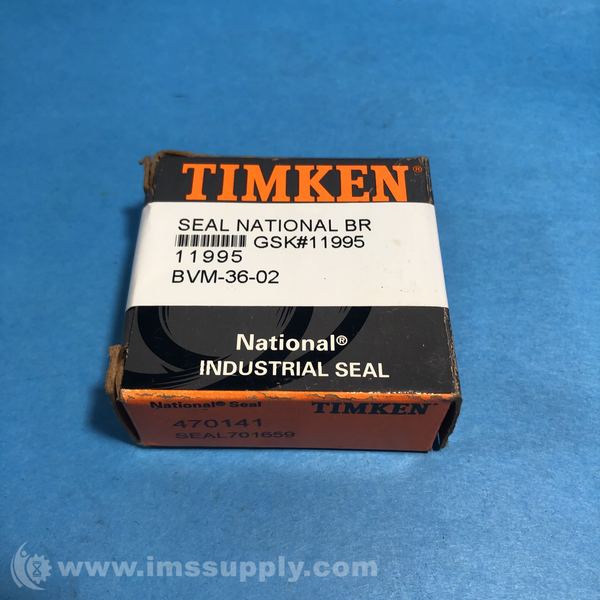 TIMKEN®
SEAL NATIONAL BR
GSK#11995
11995
BVM-36-02
National®
INDUSTRIAL SEAL
National® Seal TIMKEN
470141
SEAL701659
www.imssupply.com